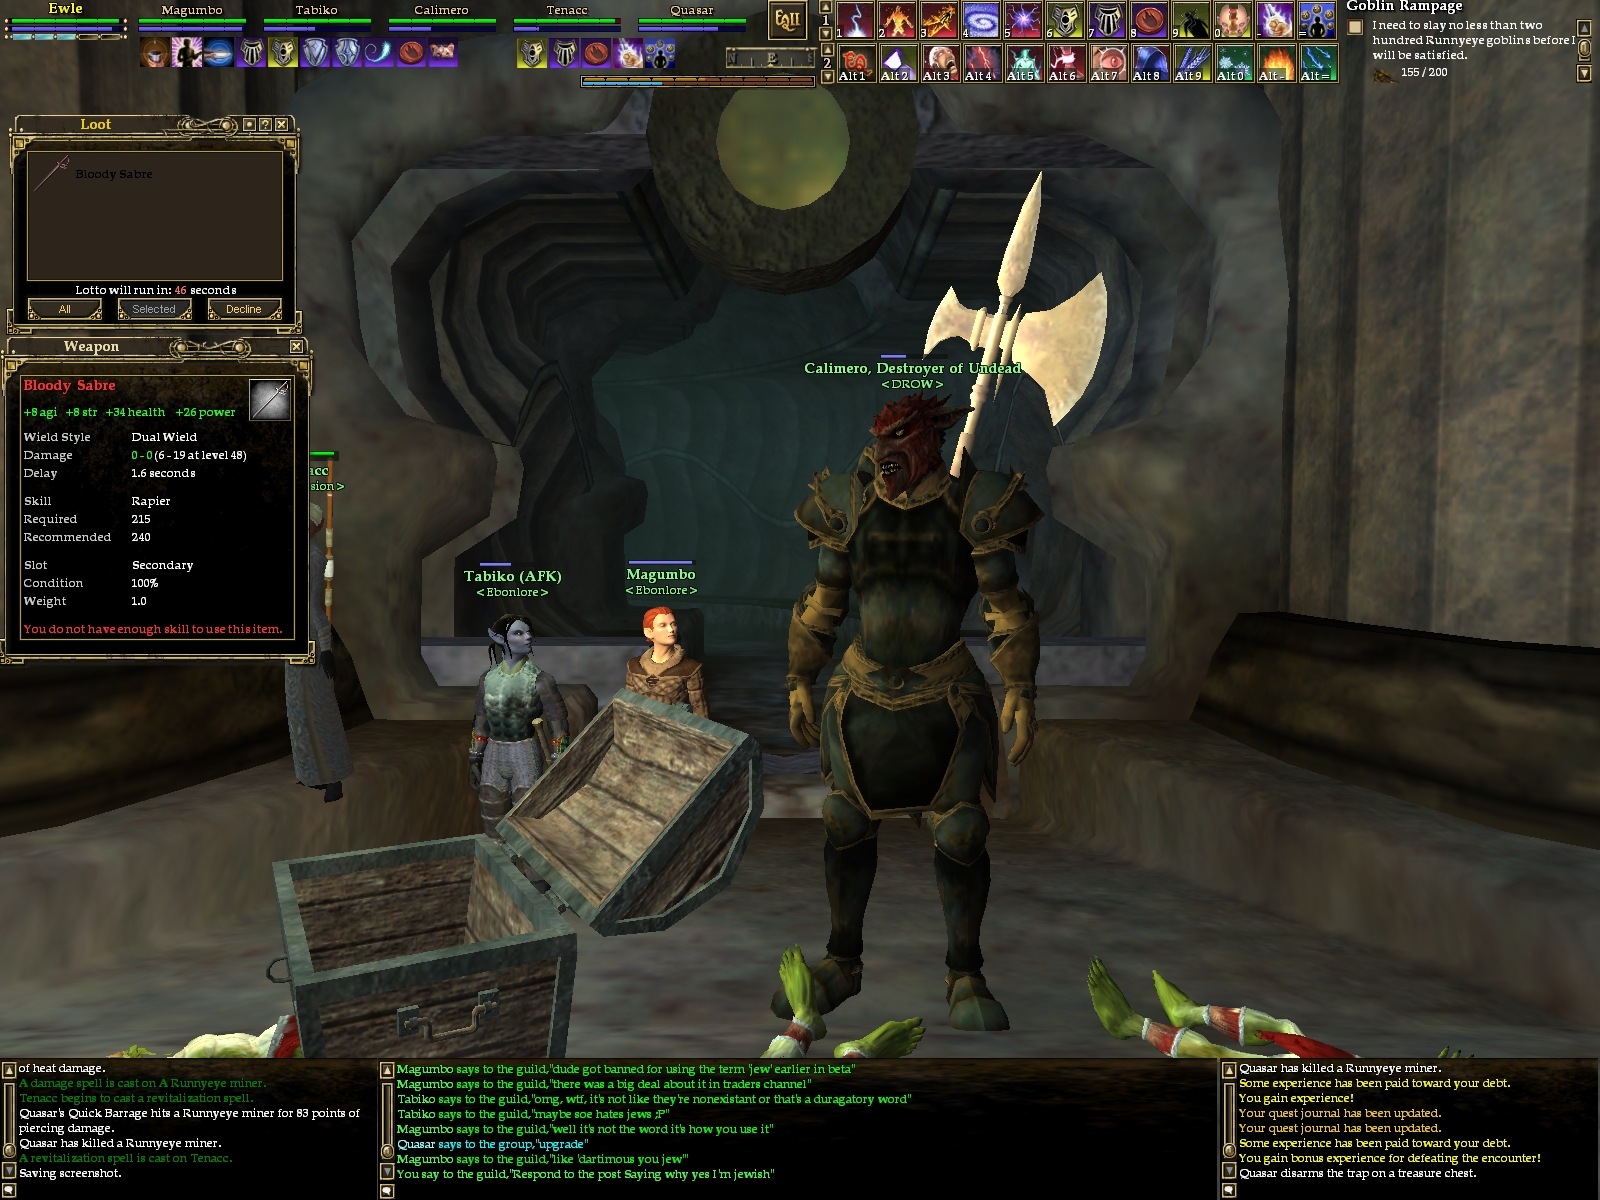 Ewle
Magumbo
Tabiko
Calimero
Tenacc
Quasar
EQII
N E
1
1 2 3 4 5 6 7 8 9 0 - =
2
Alt1 Alt2 Alt3 Alt4 Alt5 Alt6 Alt7 Alt8 Alt9 Alt0 Alt- Alt=
Goblin Rampage
I need to slay no less than two
hundred Runnyeye goblins before I
will be satisfied.
155 / 200
Loot
?
Bloody Sabre
Lotto will run in: 46 seconds
All
Selected
Decline
Weapon
Bloody Sabre
+8 agi +8 str +34 health +26 power
Wield Style Dual Wield
Damage 0 - 0 (6 - 19 at level 48)
Delay 1.6 seconds
Skill Rapier
Required 215
Recommended 240
Slot Secondary
Condition 100%
Weight 1.0
You do not have enough skill to use this item.
acc
sion>
Tabiko (AFK)
<Ebonlore>
Magumbo
<Ebonlore>
Calimero, Destroyer of Undead
<DROW>
of heat damage.
A damage spell is cast on A Runnyeye miner.
Tenacc begins to cast a revitalization spell.
Quasar's Quick Barrage hits a Runnyeye miner for 83 points of
piercing damage.
Quasar has killed a Runnyeye miner.
A revitalization spell is cast on Tenacc.
Saving screenshot.
Magumbo says to the guild,"dude got banned for using the term 'jew' earlier in beta"
Magumbo says to the guild,"there was a big deal about it in traders channel"
Tabiko says to the guild,"omg, wtf, it's not like they're nonexistant or that's a duragatory word"
Tabiko says to the guild,"maybe soe hates jews ;P"
Magumbo says to the guild,"well it's not the word it's how you use it"
Quasar says to the group,"upgrade"
Magumbo says to the guild,"like 'dartimous you jew'"
You say to the guild,"Respond to the post Saying why yes I'm jewish"
Quasar has killed a Runnyeye miner.
Some experience has been paid toward your debt.
You gain experience!
Your quest journal has been updated.
Your quest journal has been updated.
Some experience has been paid toward your debt.
You gain bonus experience for defeating the encounter!
Quasar disarms the trap on a treasure chest.